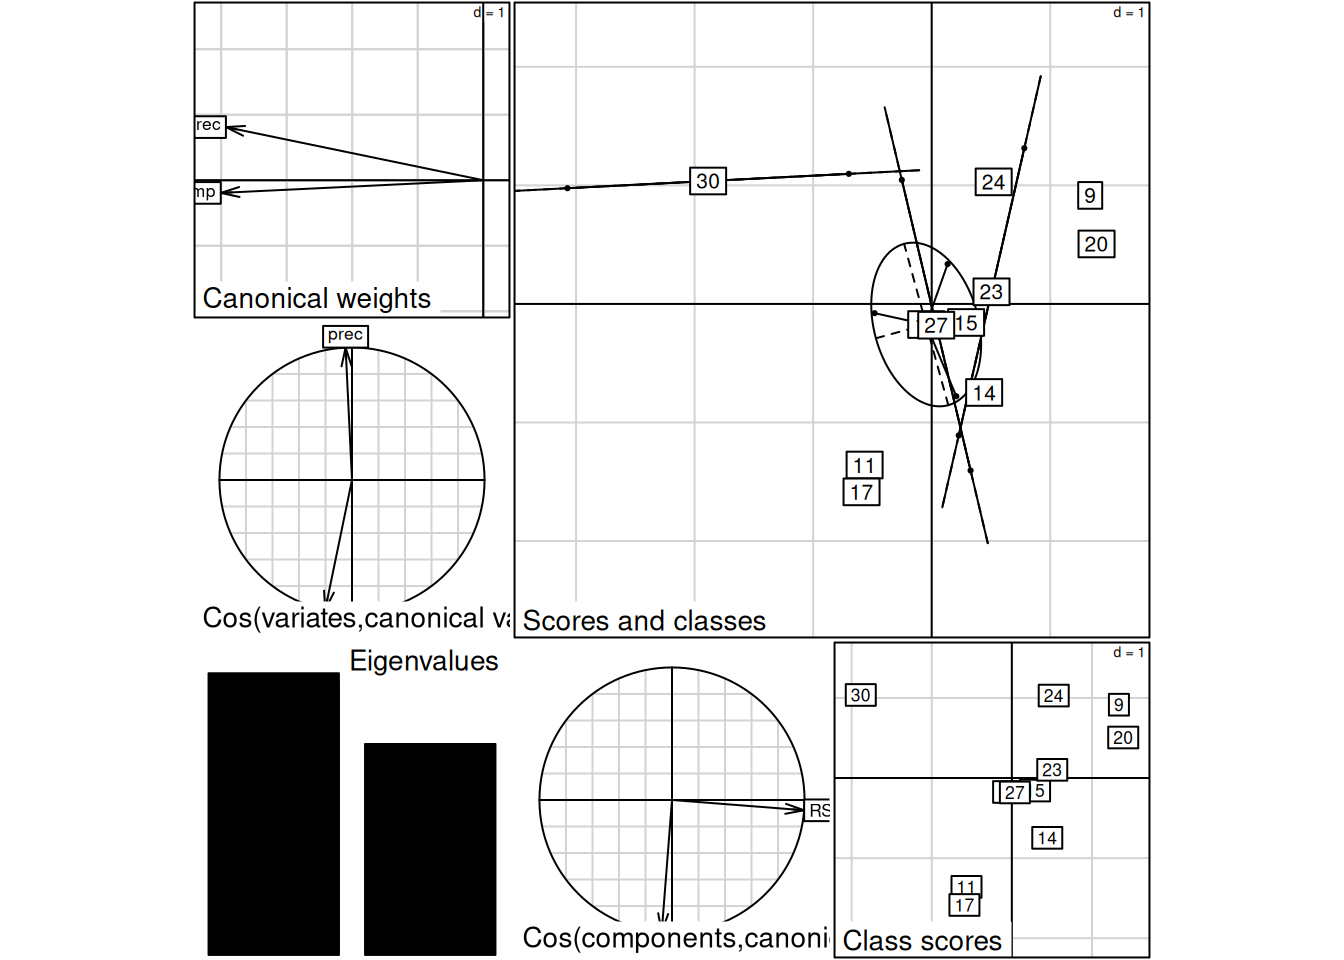 d = 1
rec
mp
Canonical weights
d = 1
30
24
9
20
23
27
15
14
11
17
Scores and classes
prec
Cos(variates,canonical va
Eigenvalues
RS
Cos(components,canoni
d = 1
30
24
9
20
23
27
5
14
11
17
Class scores